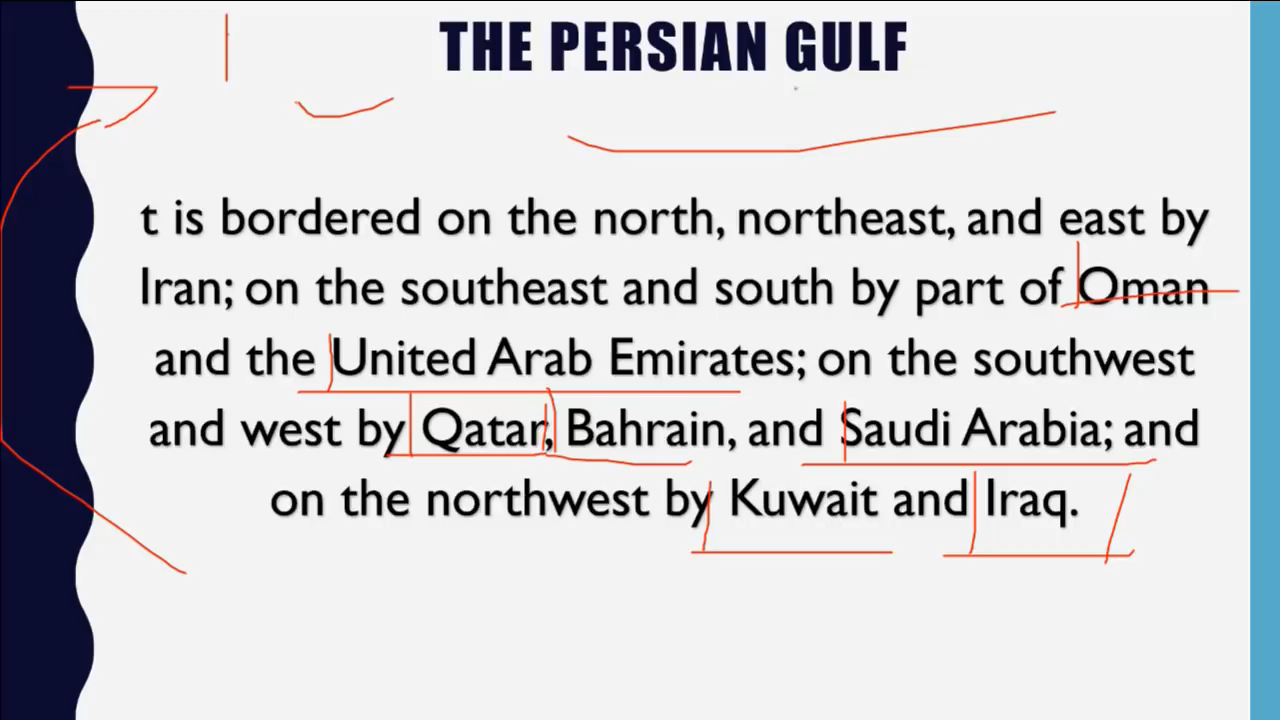 THE PERSIAN GULF
t is bordered on the north, northeast, and east by
Iran; on the southeast and south by part of Oman
and the United Arab Emirates; on the southwest
and west by Qatar, Bahrain, and Saudi Arabia; and
on the northwest by Kuwait and Iraq.